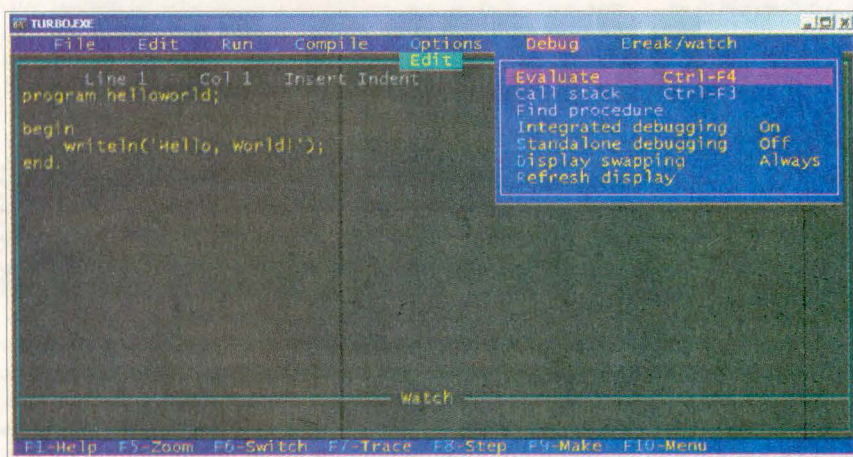 TURBO.EXE
File Edit Run Compile Options Debug Break/watch
Edit
Line 1 Col 1 Insert Indent
program helloworld;
begin
writeln('Hello, World!');
end.
Evaluate Ctrl-F4
Call stack Ctrl-F3
Find procedure
Integrated debugging On
Standalone debugging Off
Display swapping Always
Refresh display
Watch
F1-Help F5-Zoom F6-Switch F7-Trace F8-Step F9-Make F10-Menu